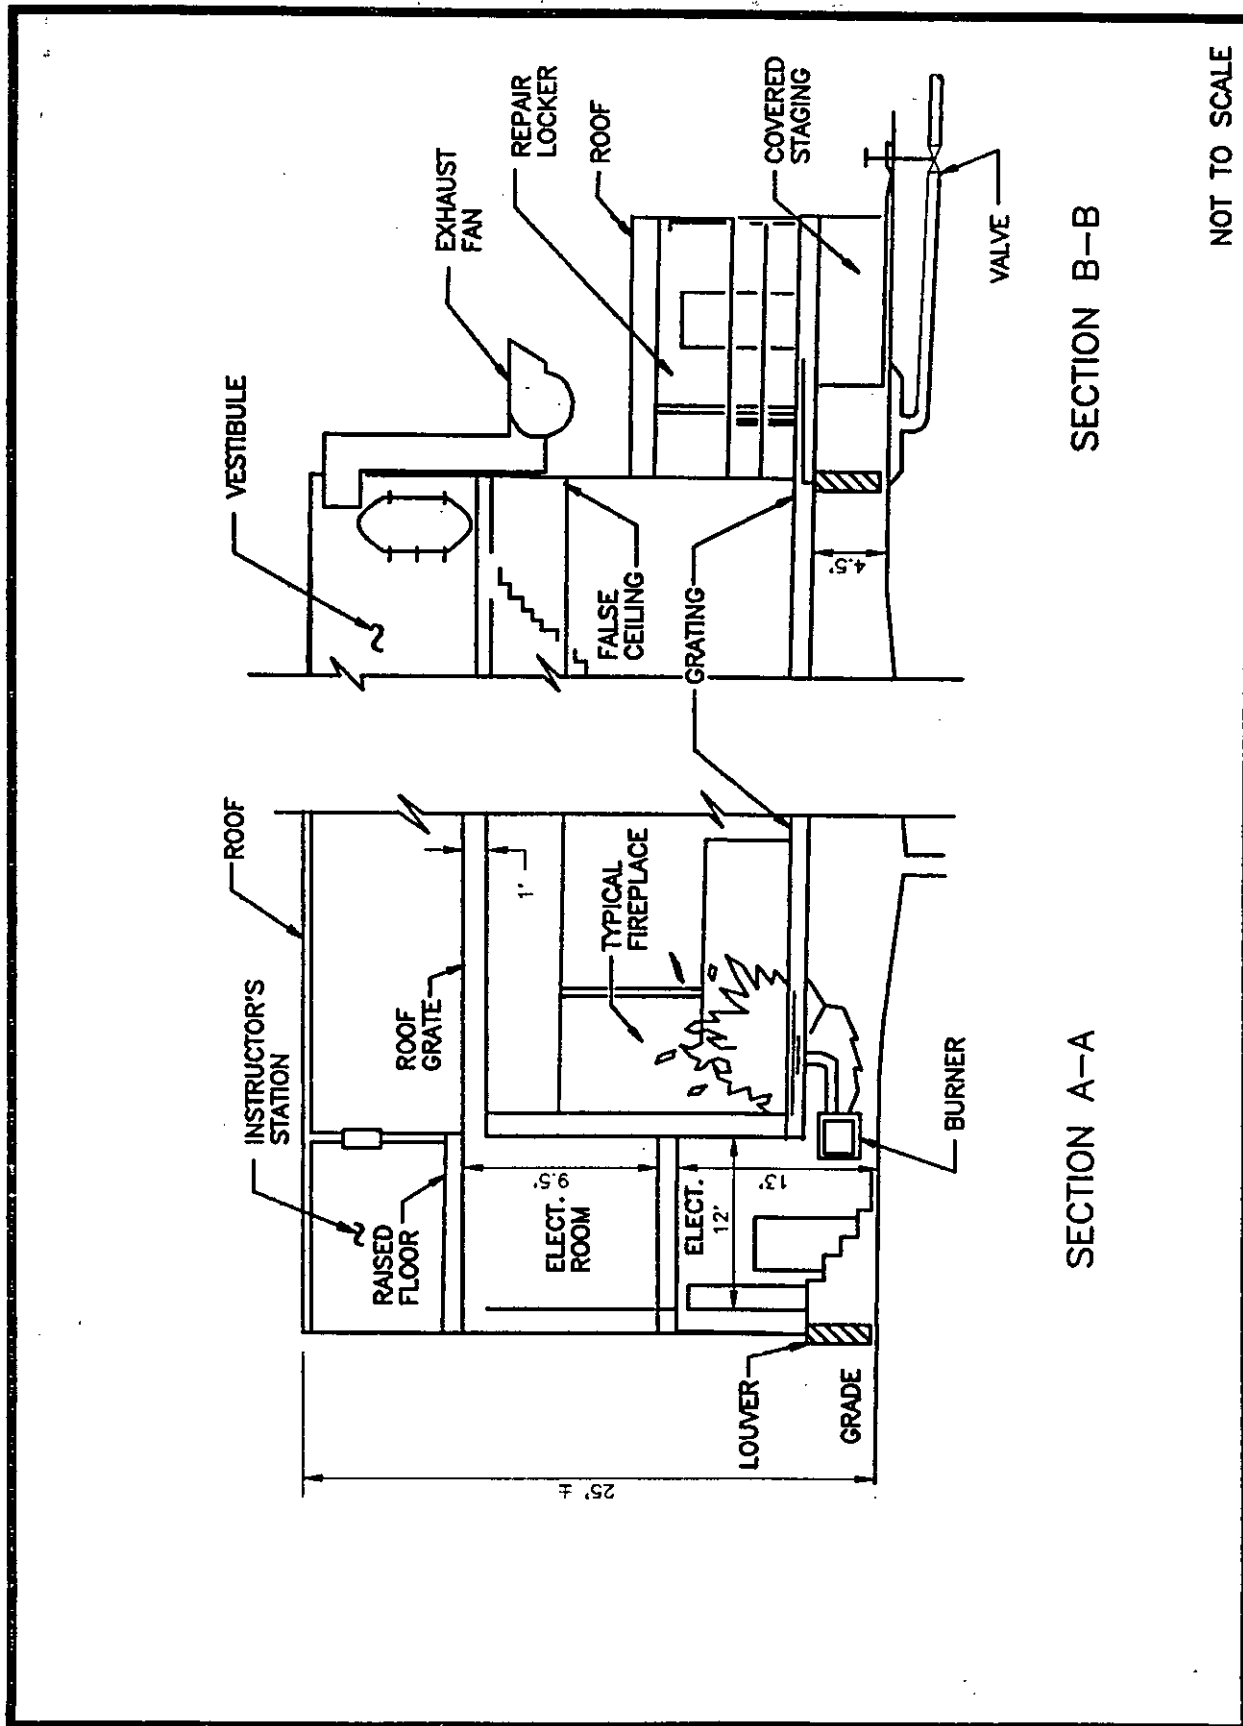 INSTRUCTOR'S
STATION
ROOF
VESTIBULE
EXHAUST
FAN
REPAIR
LOCKER
ROOF
RAISED
FLOOR
ROOF
GRATE
1'
9.5'
ELECT.
ROOM
TYPICAL
FIREPLACE
FALSE
CEILING
GRATING
COVERED
STAGING
25' ±
ELECT.
12'
13'
4.5'
LOUVER
GRADE
BURNER
VALVE
SECTION A-A
SECTION B-B
NOT TO SCALE